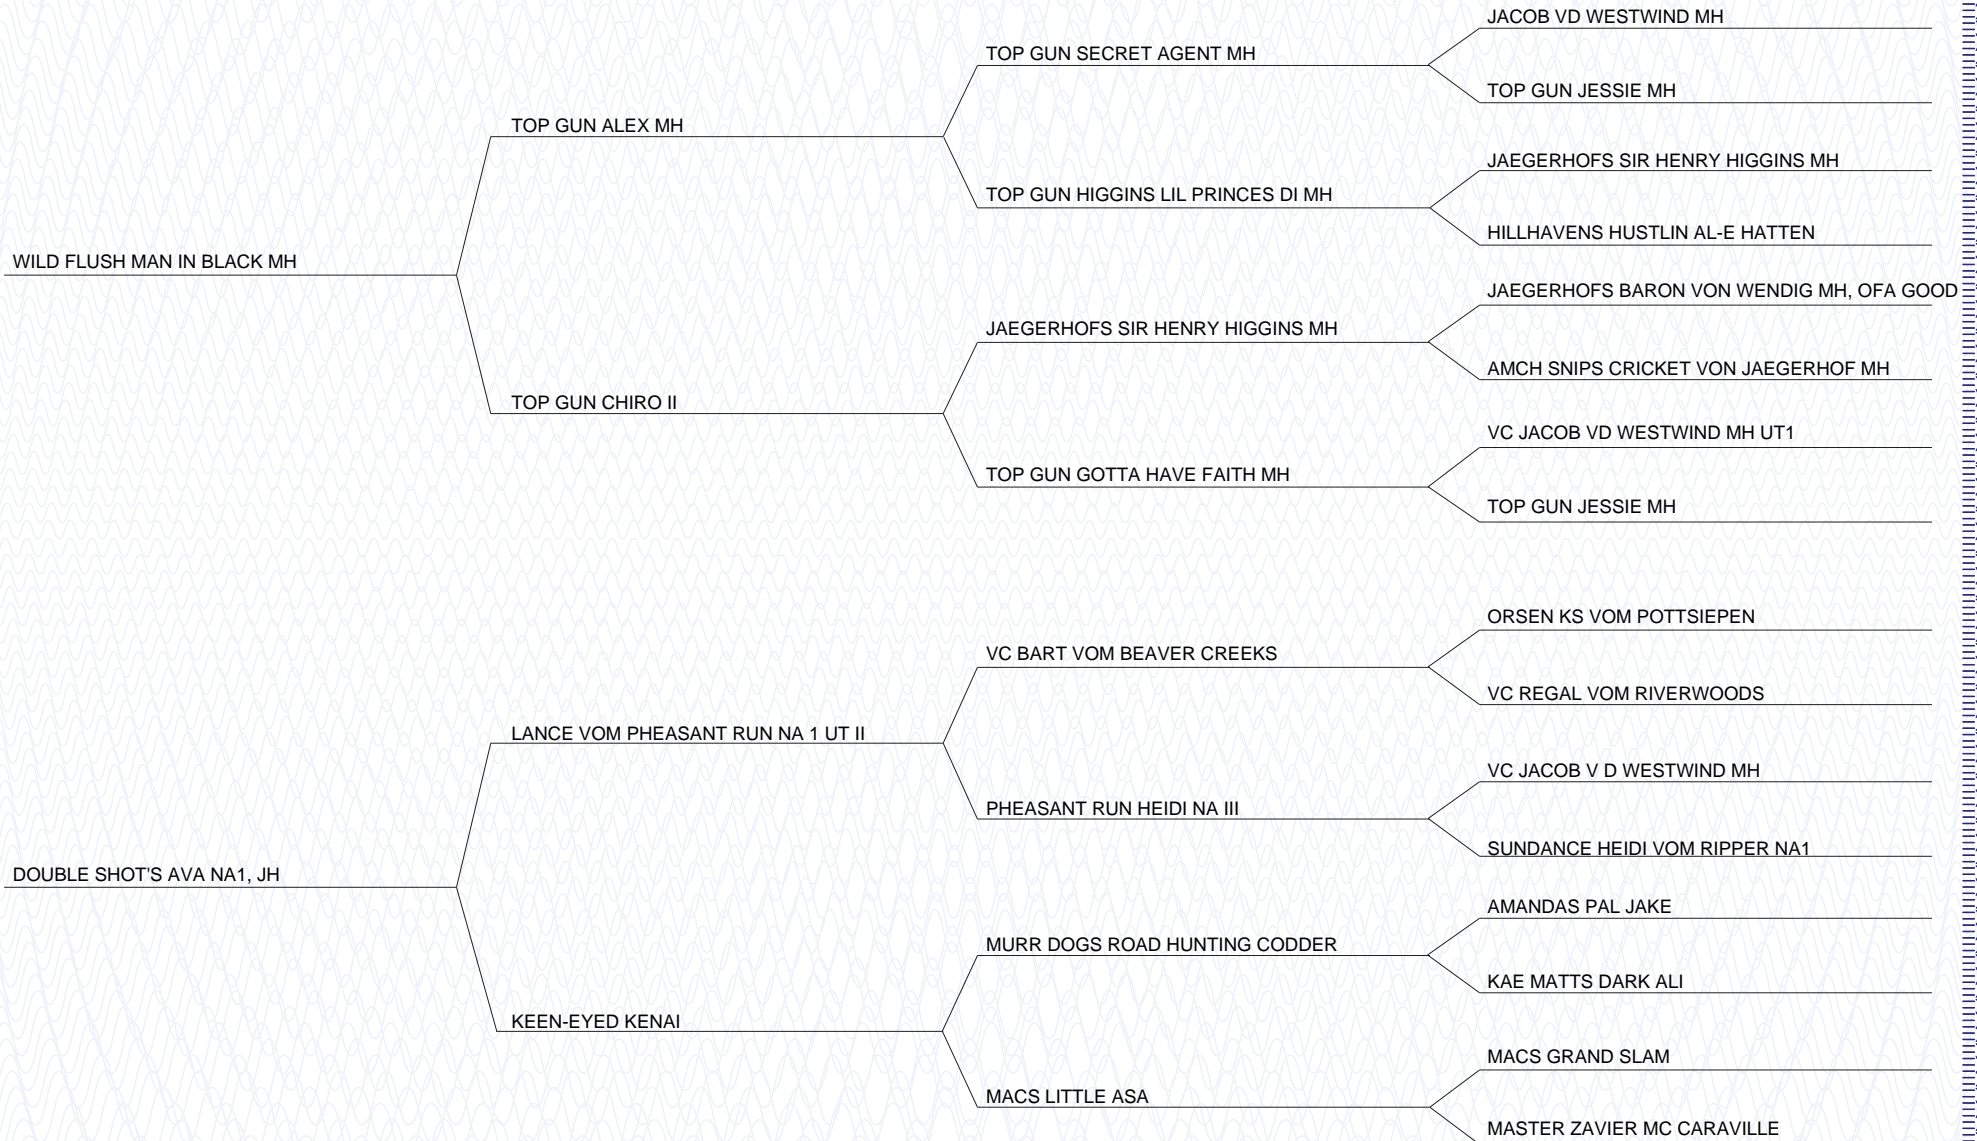 JACOB VD WESTWIND MH
TOP GUN SECRET AGENT MH
TOP GUN JESSIE MH
TOP GUN ALEX MH
JAEGERHOFS SIR HENRY HIGGINS MH
TOP GUN HIGGINS LIL PRINCES DI MH
HILLHAVENS HUSTLIN AL-E HATTEN
WILD FLUSH MAN IN BLACK MH
JAEGERHOFS BARON VON WENDIG MH, OFA GOOD
JAEGERHOFS SIR HENRY HIGGINS MH
AMCH SNIPS CRICKET VON JAEGERHOF MH
TOP GUN CHIRO II
VC JACOB VD WESTWIND MH UT1
TOP GUN GOTTA HAVE FAITH MH
TOP GUN JESSIE MH
ORSEN KS VOM POTTSIEPEN
VC BART VOM BEAVER CREEKS
VC REGAL VOM RIVERWOODS
LANCE VOM PHEASANT RUN NA 1 UT II
VC JACOB V D WESTWIND MH
PHEASANT RUN HEIDI NA III
SUNDANCE HEIDI VOM RIPPER NA1
DOUBLE SHOT'S AVA NA1, JH
AMANDAS PAL JAKE
MURR DOGS ROAD HUNTING CODDER
KAE MATTS DARK ALI
KEEN-EYED KENAI
MACS GRAND SLAM
MACS LITTLE ASA
MASTER ZAVIER MC CARAVILLE